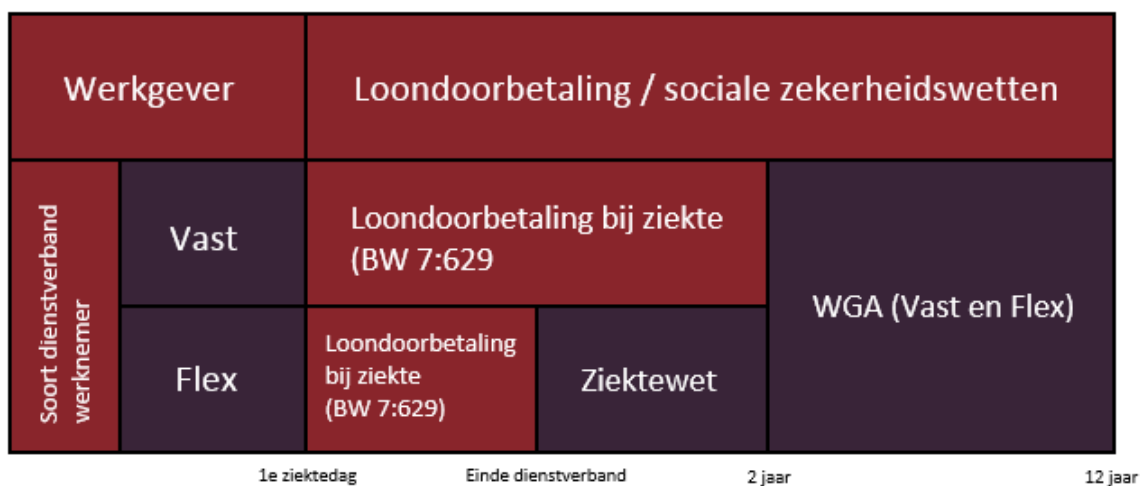 Werkgever
Loondoorbetaling / sociale zekerheidswetten
Soort dienstverband
werknemer
Vast
Loondoorbetaling bij ziekte
(BW 7:629
WGA (Vast en Flex)
Flex
Loondoorbetaling
bij ziekte
(BW 7:629)
Ziektewet
1e ziektedag
Einde dienstverband
2 jaar
12 jaar